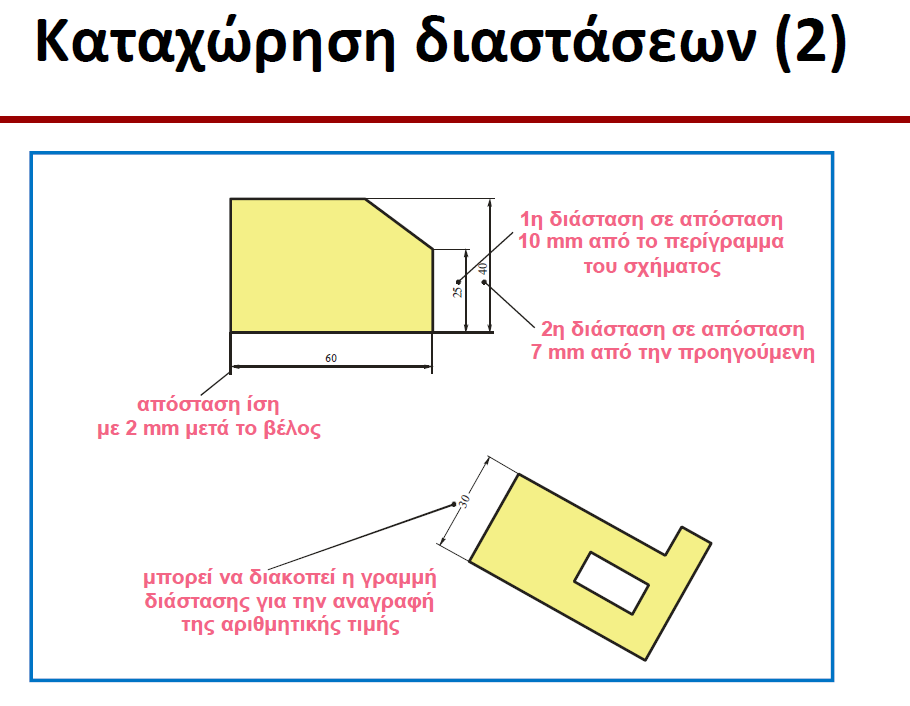 Καταχώρηση διαστάσεων (2)
1η διάσταση σε απόσταση
10 mm από το περίγραμμα
του σχήματος
40
25
2η διάσταση σε απόσταση
7 mm από την προηγούμενη
60
απόσταση ίση
με 2 mm μετά το βέλος
30
μπορεί να διακοπεί η γραμμή
διάστασης για την αναγραφή
της αριθμητικής τιμής